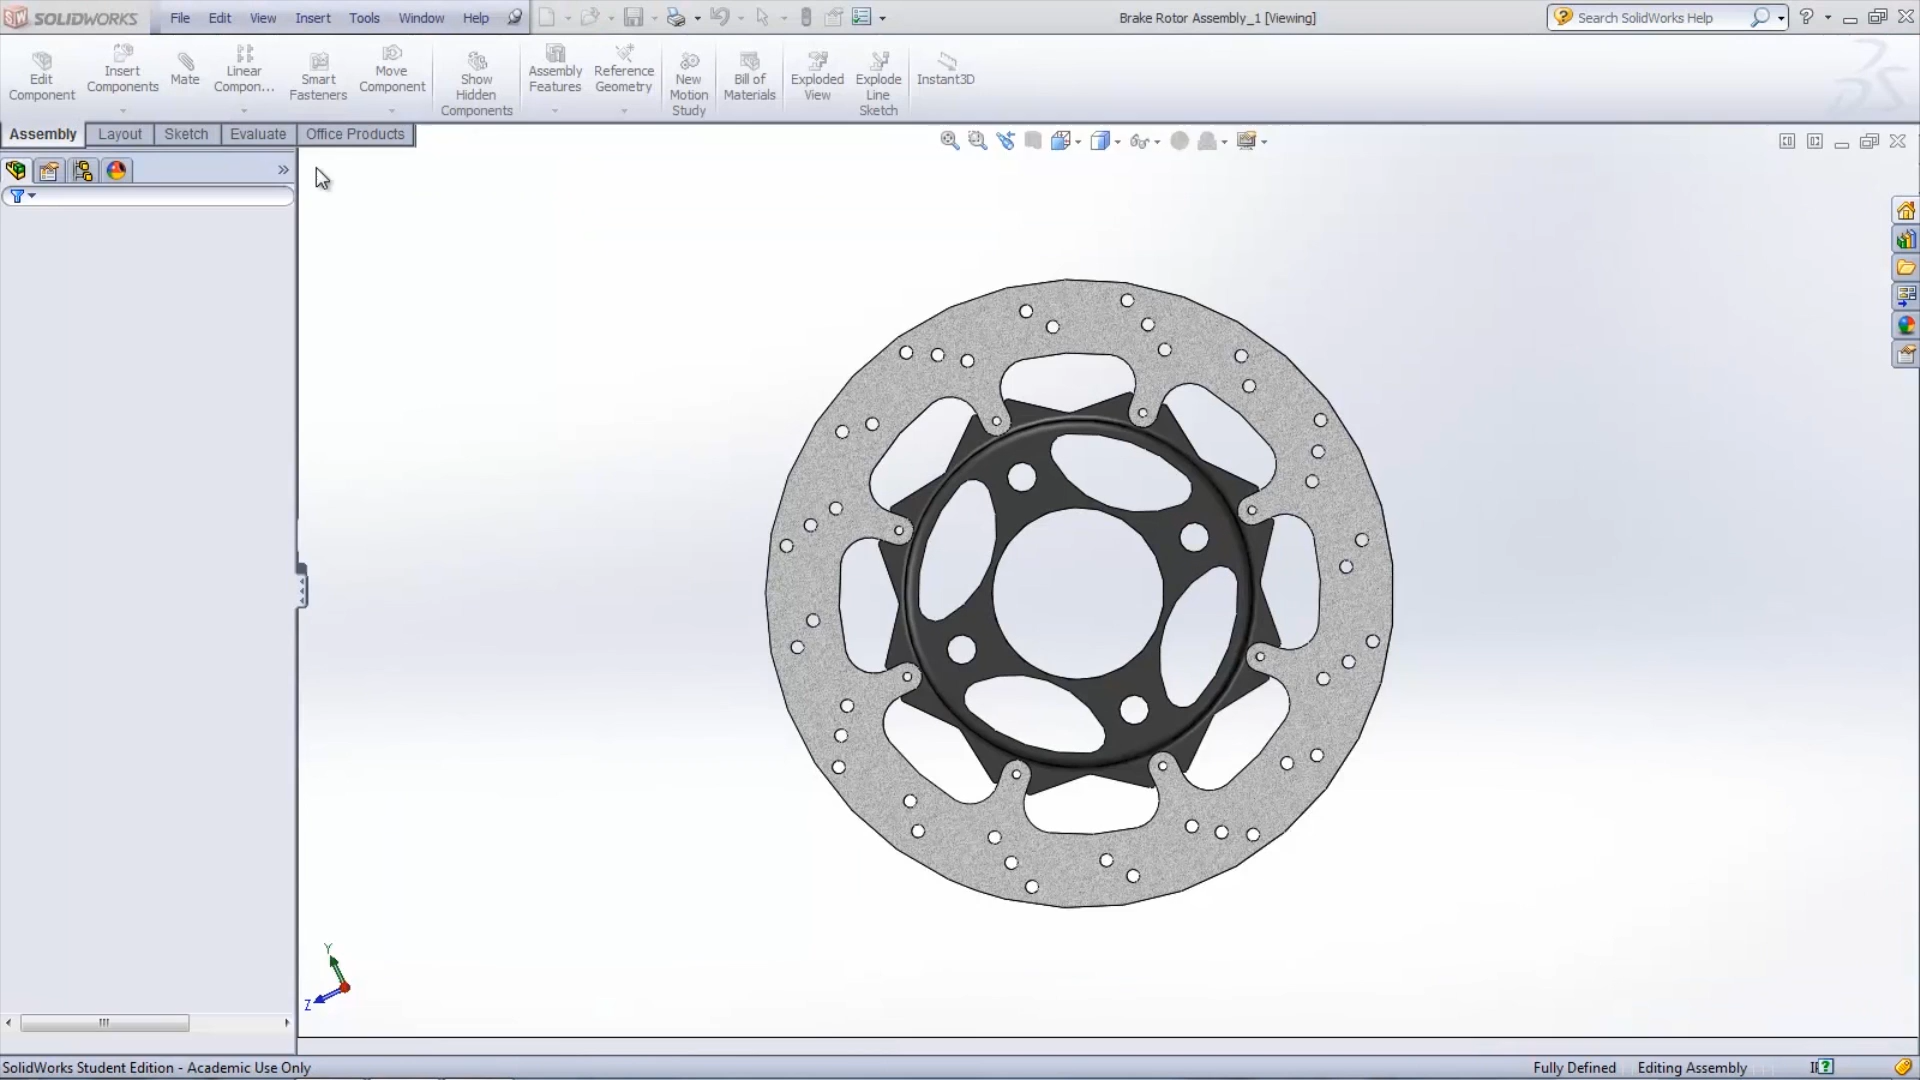 SOLIDWORKS File Edit View Insert Tools Window Help Brake Rotor Assembly_1 [Viewing] Search SolidWorks Help ?
Edit
Component
Insert
Components
Mate
Linear
Compon...
Smart
Fasteners
Move
Component
Show
Hidden
Components
Assembly
Features
Reference
Geometry
New
Motion
Study
Bill of
Materials
Exploded
View
Explode
Line
Sketch
Instant3D
Assembly Layout Sketch Evaluate Office Products
Y
Z
SolidWorks Student Edition - Academic Use Only Fully Defined Editing Assembly